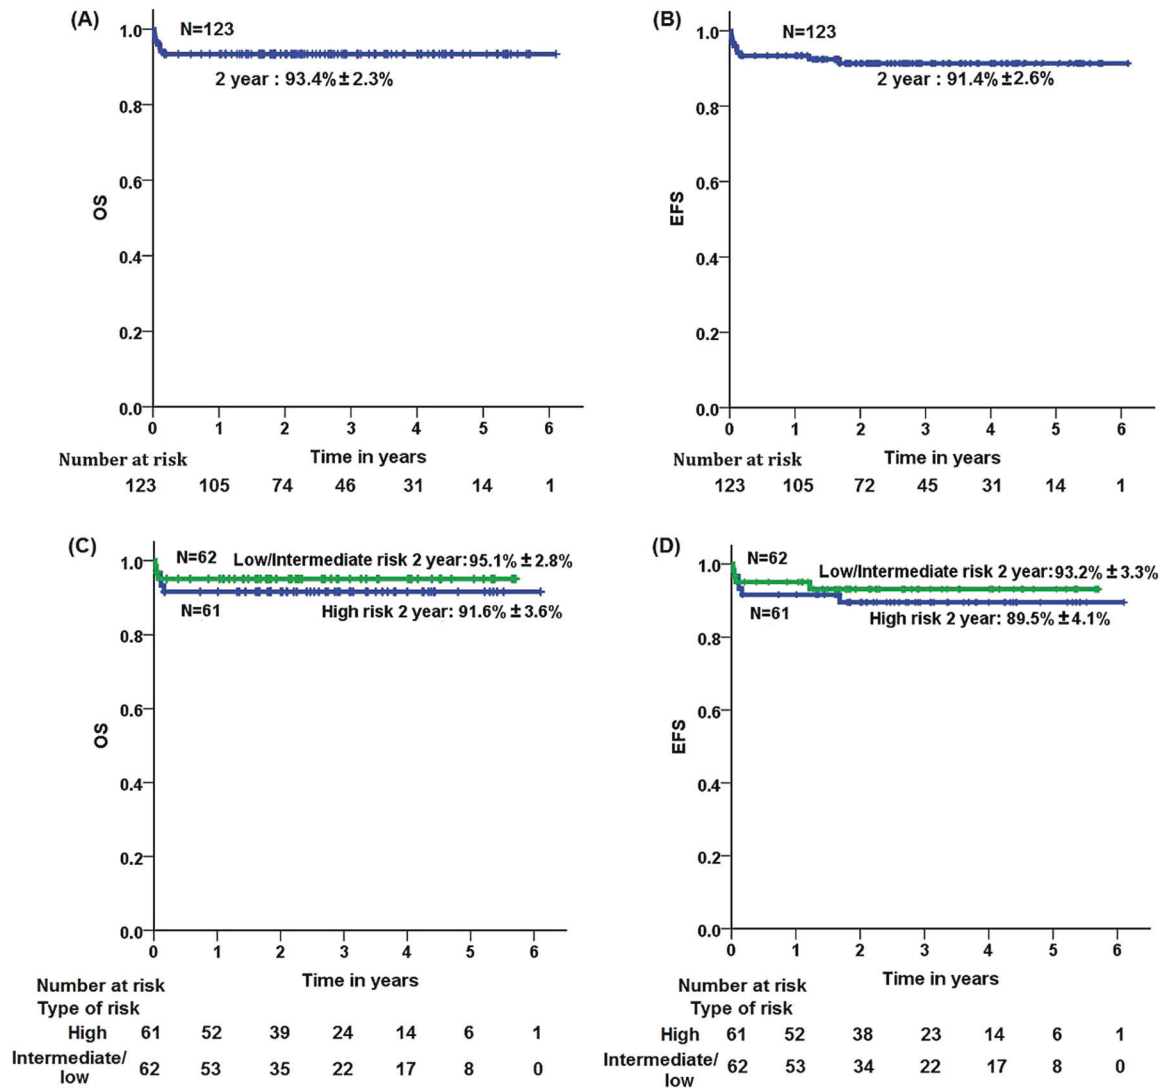 (A)
N=123
2 year : 93.4% ± 2.3%
OS
1.0
0.8
0.6
0.4
0.2
0.0
0 1 2 3 4 5 6
Number at risk
Time in years
123 105 74 46 31 14 1
(B)
N=123
2 year : 91.4% ± 2.6%
EFS
1.0
0.8
0.6
0.4
0.2
0.0
0 1 2 3 4 5 6
Number at risk
Time in years
123 105 72 45 31 14 1
(C)
N=62
Low/Intermediate risk 2 year: 95.1% ± 2.8%
N=61
High risk 2 year: 91.6% ± 3.6%
OS
1.0
0.8
0.6
0.4
0.2
0.0
0 1 2 3 4 5 6
Time in years
Number at risk
Type of risk
High 61 52 39 24 14 6 1
Intermediate/
low
62 53 35 22 17 8 0
(D)
N=62
Low/Intermediate risk 2 year: 93.2% ± 3.3%
N=61
High risk 2 year: 89.5% ± 4.1%
EFS
1.0
0.8
0.6
0.4
0.2
0.0
0 1 2 3 4 5 6
Time in years
Number at risk
Type of risk
High 61 52 38 23 14 6 1
Intermediate/
low
62 53 34 22 17 8 0